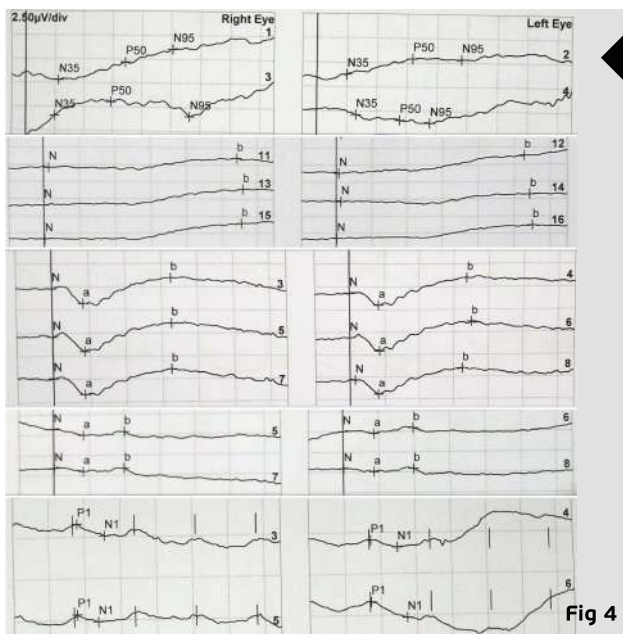 2.50µV/div Right Eye Left Eye
N35 P50 N95 1
N35 P50 N95 2
N35 P50 N95 3
N35 P50 N95 4
N b 11
N b 12
N b 13
N b 14
N b 15
N b 16
N a b 3
N a b 4
N a b 5
N a b 6
N a b 7
N a b 8
N a b 5
N a b 6
N a b 7
N a b 8
P1 N1 3
P1 N1 4
P1 N1 5
P1 N1 6
Fig 4